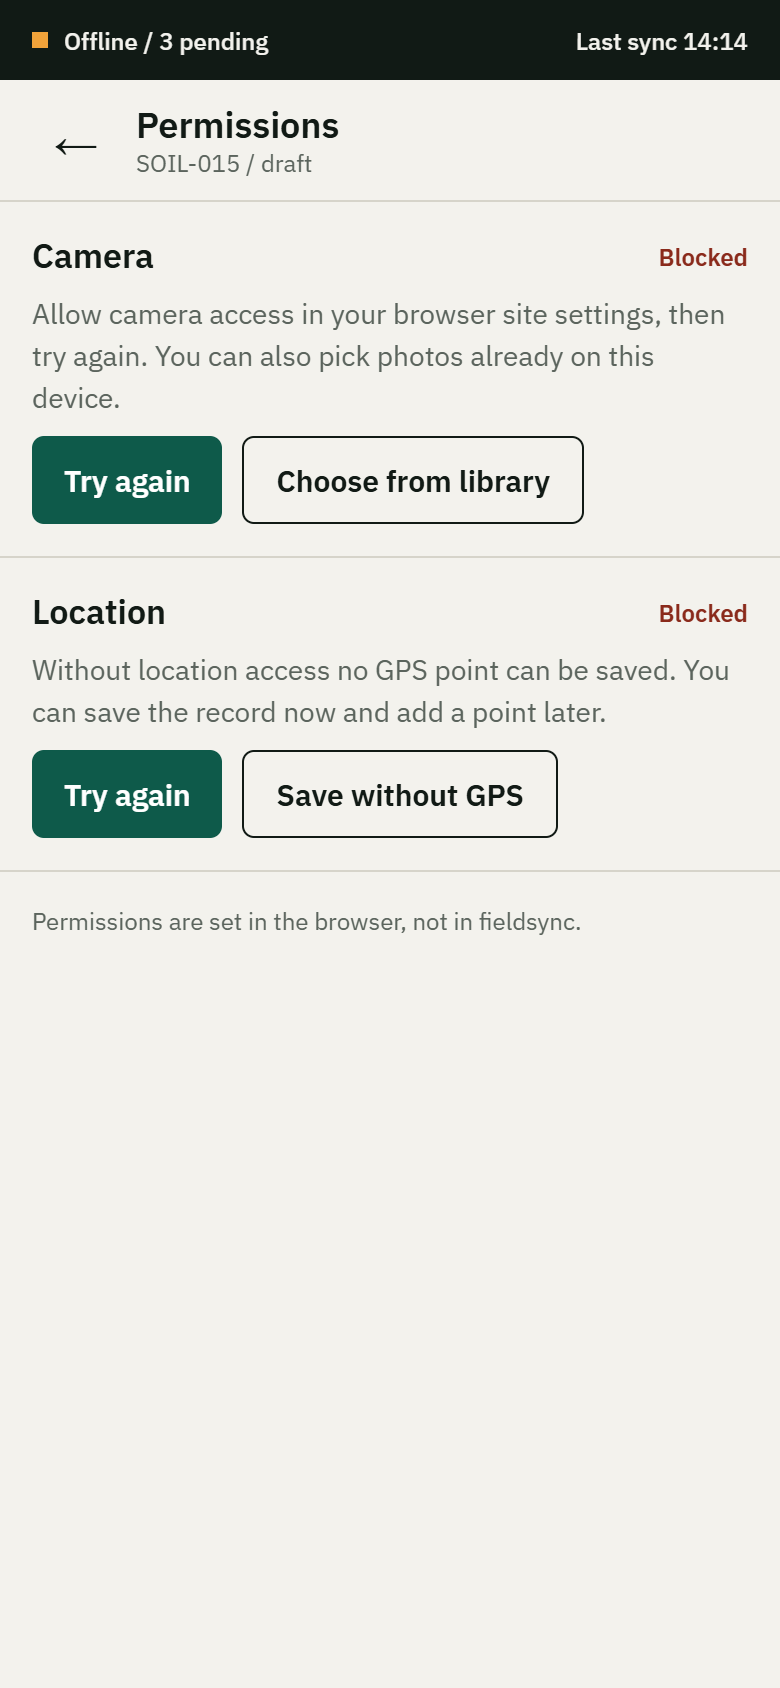 Offline / 3 pending
Last sync 14:14
←
Permissions
SOIL-015 / draft
Camera
Blocked
Allow camera access in your browser site settings, then
try again. You can also pick photos already on this
device.
Try again
Choose from library
Location
Blocked
Without location access no GPS point can be saved. You
can save the record now and add a point later.
Try again
Save without GPS
Permissions are set in the browser, not in fieldsync.